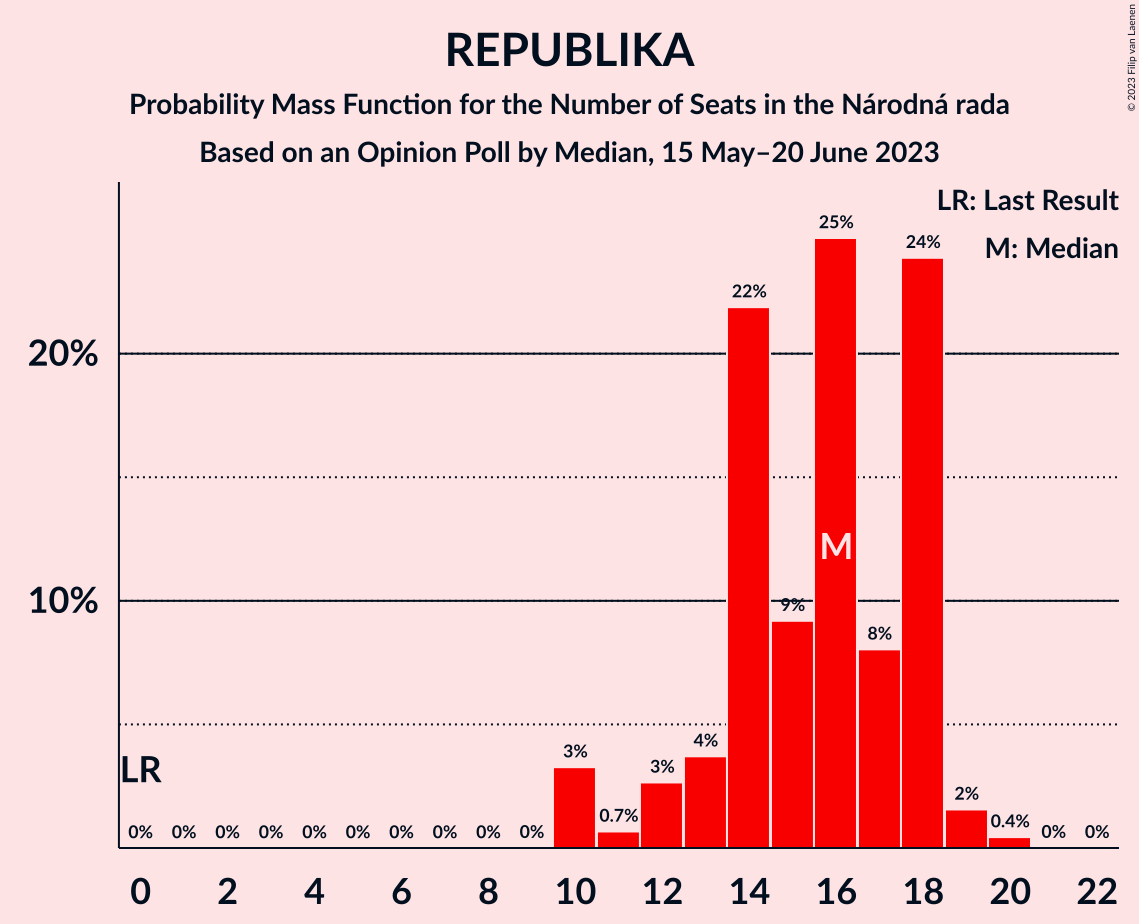 REPUBLIKA
Probability Mass Function for the Number of Seats in the Národná rada
Based on an Opinion Poll by Median, 15 May–20 June 2023
© 2023 Filip van Laenen
LR: Last Result
M: Median
25%
24%
22%
20%
M
10%
9%
8%
LR
3%
0.7%
3%
4%
2%
0.4%
0% 0% 0% 0% 0% 0% 0% 0% 0% 0% 0% 0%
0 2 4 6 8 10 12 14 16 18 20 22